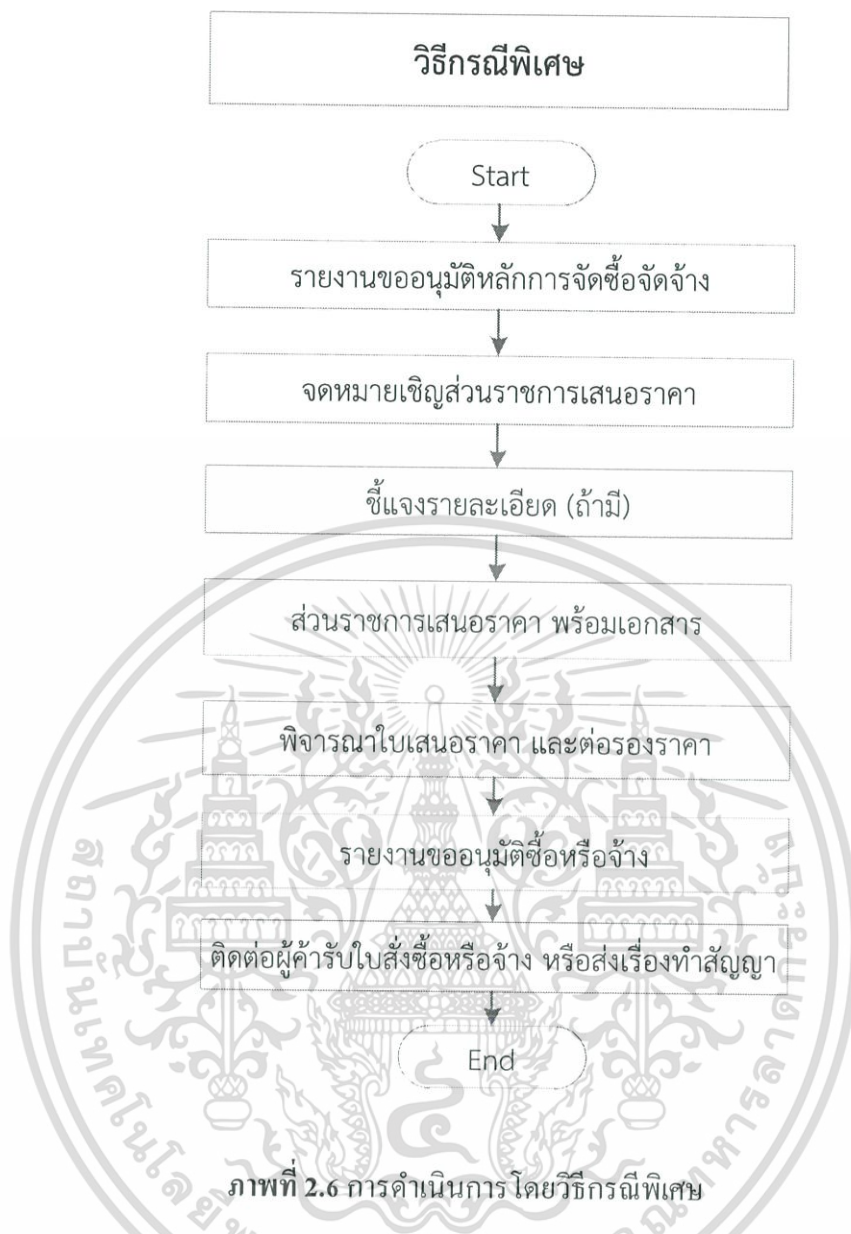 วิธีกรณีพิเศษ
Start
รายงานขออนุมัติหลักการจัดซื้อจัดจ้าง
จดหมายเชิญส่วนราชการเสนอราคา
ชี้แจงรายละเอียด (ถ้ามี)
ส่วนราชการเสนอราคา พร้อมเอกสาร
พิจารณาใบเสนอราคา และต่อรองราคา
รายงานขออนุมัติซื้อหรือจ้าง
ติดต่อผู้ค้ารับใบสั่งซื้อหรือจ้าง หรือส่งเรื่องทำสัญญา
End
ภาพที่ 2.6 การดำเนินการโดยวิธีกรณีพิเศษ